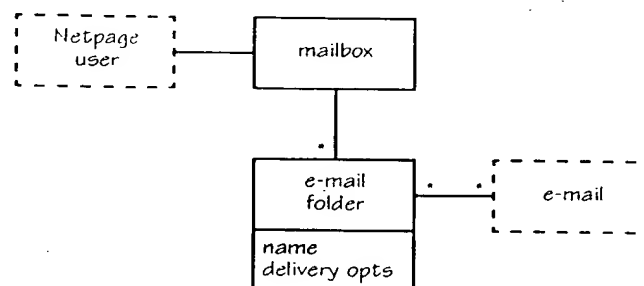 Netpage
user
mailbox
*
e-mail
folder
* *
e-mail
name
delivery opts